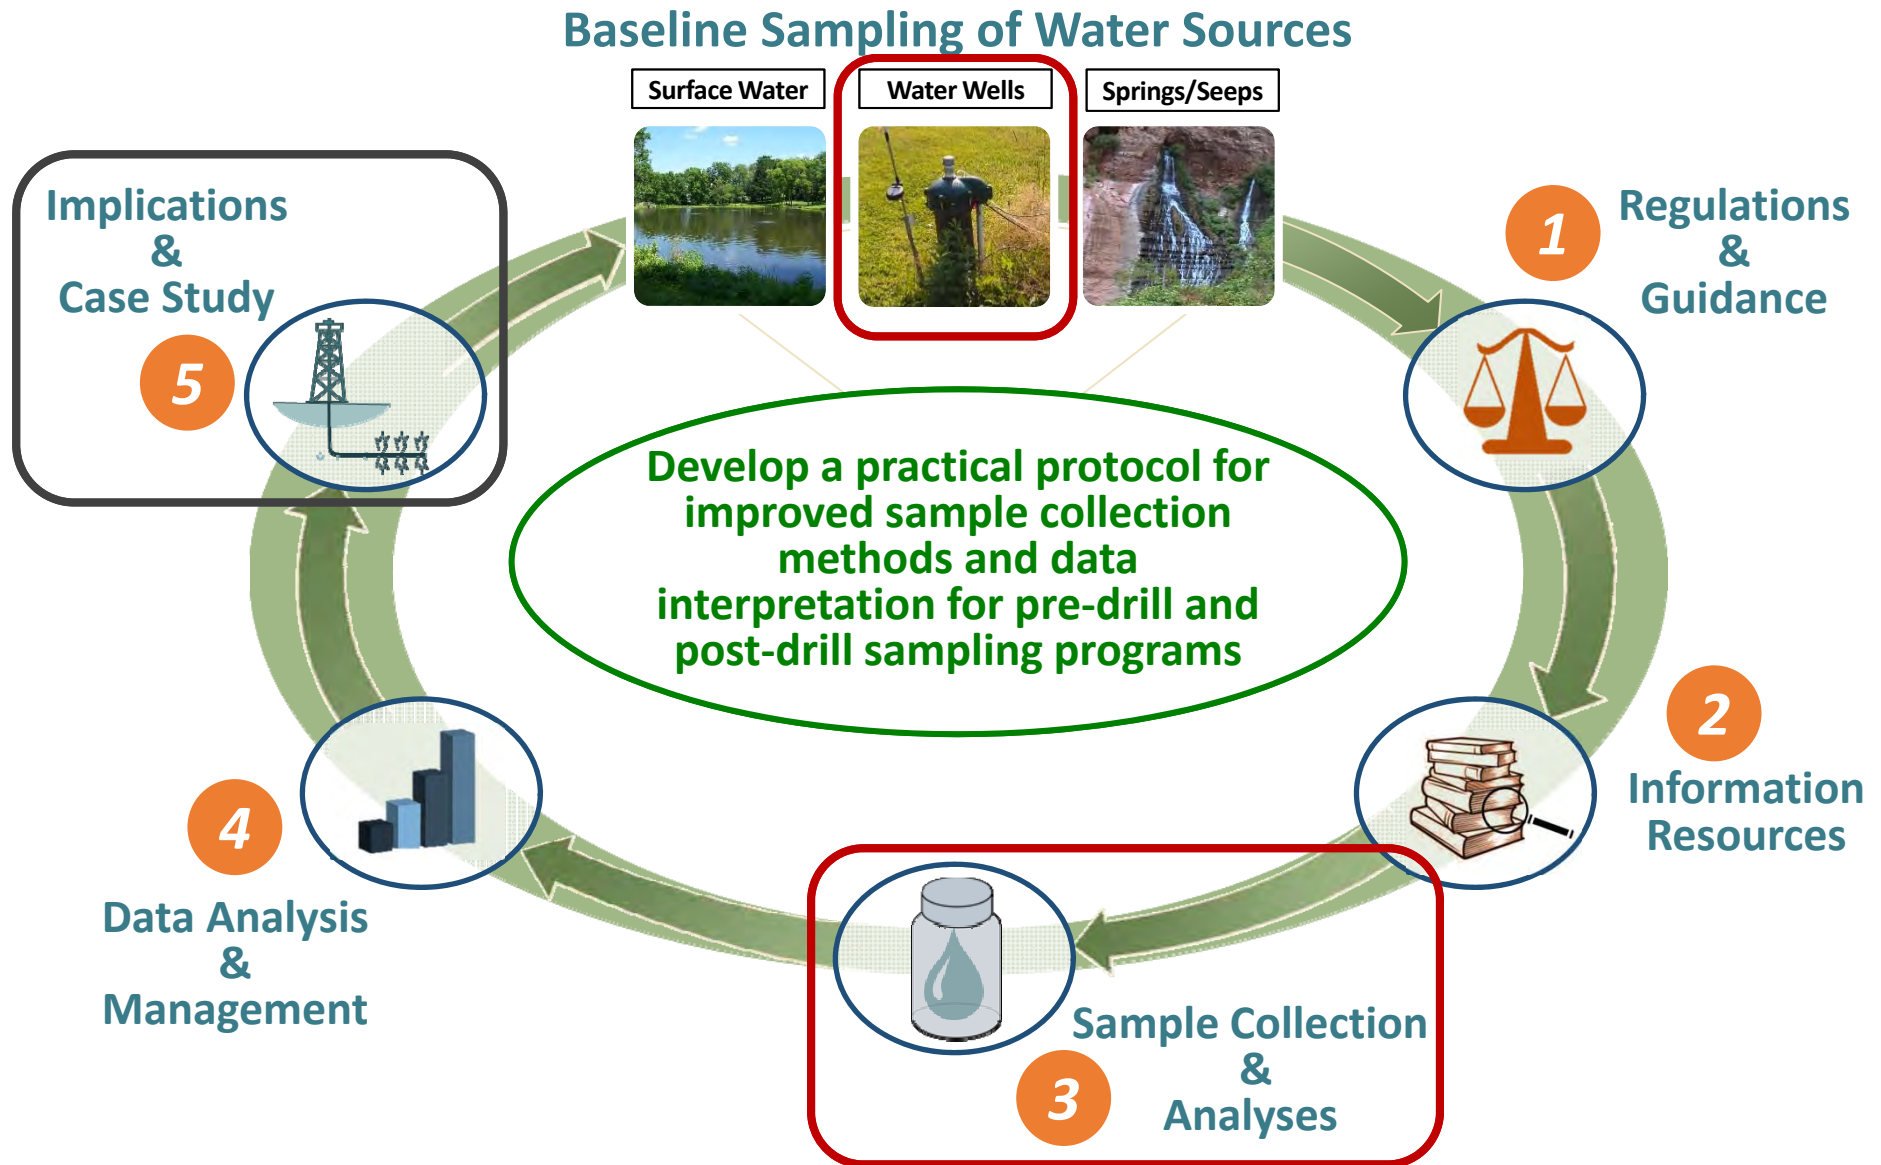 Baseline Sampling of Water Sources
Surface Water
Water Wells
Springs/Seeps
1
Regulations
&
Guidance
2
Information
Resources
3
Sample Collection
&
Analyses
4
Data Analysis
&
Management
5
Implications
&
Case Study
Develop a practical protocol for
improved sample collection
methods and data
interpretation for pre-drill and
post-drill sampling programs